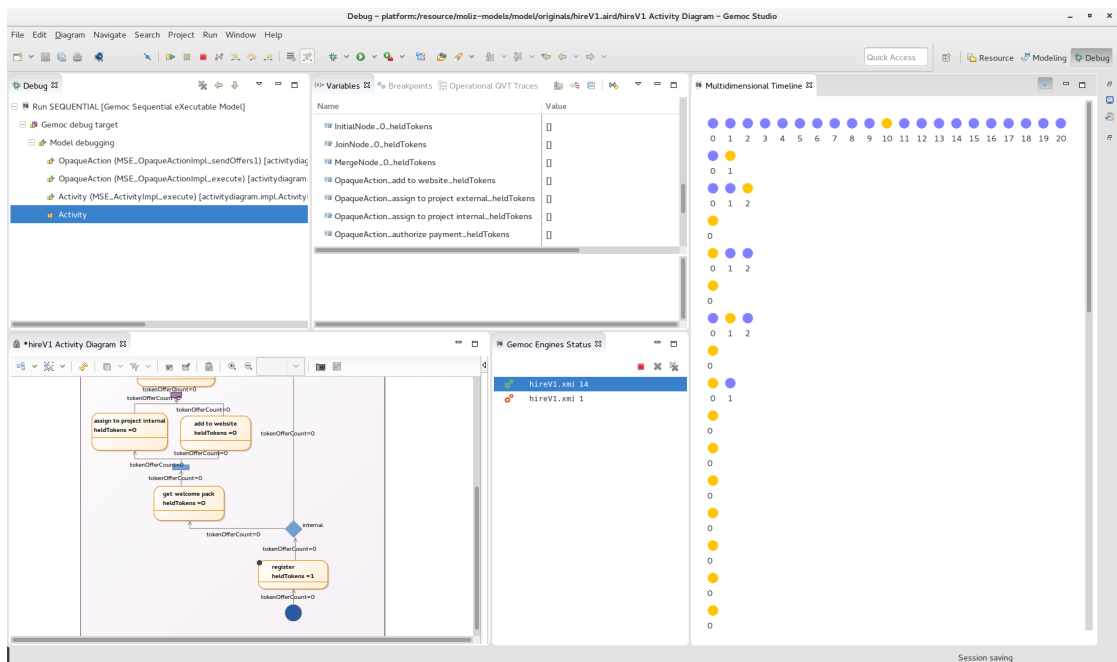 Debug - platform:/resource/moliz-models/model/originals/hireV1.aird/hireV1 Activity Diagram - Gemoc Studio
File Edit Diagram Navigate Search Project Run Window Help
Quick Access
Resource
Modeling
Debug
Debug
Run SEQUENTIAL [Gemoc Sequential eXecutable Model]
Gemoc debug target
Model debugging
OpaqueAction (MSE_OpaqueActionImpl_sendOffers1) [activitydiag
OpaqueAction (MSE_OpaqueActionImpl_execute) [activitydiagram.
Activity (MSE_ActivityImpl_execute) [activitydiagram.impl.Activity
Activity
Variables Breakpoints Operational QVT Traces
Name Value
InitialNode_0_heldTokens []
JoinNode_0_heldTokens []
MergeNode_0_heldTokens []
OpaqueAction_add to website_heldTokens []
OpaqueAction_assign to project external_heldTokens []
OpaqueAction_assign to project internal_heldTokens []
OpaqueAction_authorize payment_heldTokens []
Multidimensional Timeline
0 1 2 3 4 5 6 7 8 9 10 11 12 13 14 15 16 17 18 19 20
0 1
0 1 2
0
0 1 2
0
0 1 2
0
0 1
0
0
0
0
0
0
0
*hireV1 Activity Diagram
tokenOfferCount=0
tokenOfferCount=0
tokenOfferCount=0
assign to project internal
heldTokens =0
add to website
heldTokens =0
tokenOfferCount=0
tokenOfferCount=0
tokenOfferCount=0
tokenOfferCount=0
get welcome pack
heldTokens =0
internal
tokenOfferCount=0
tokenOfferCount=0
register
heldTokens =1
tokenOfferCount=0
Gemoc Engines Status
hireV1.xmi 14
hireV1.xmi 1
Session saving